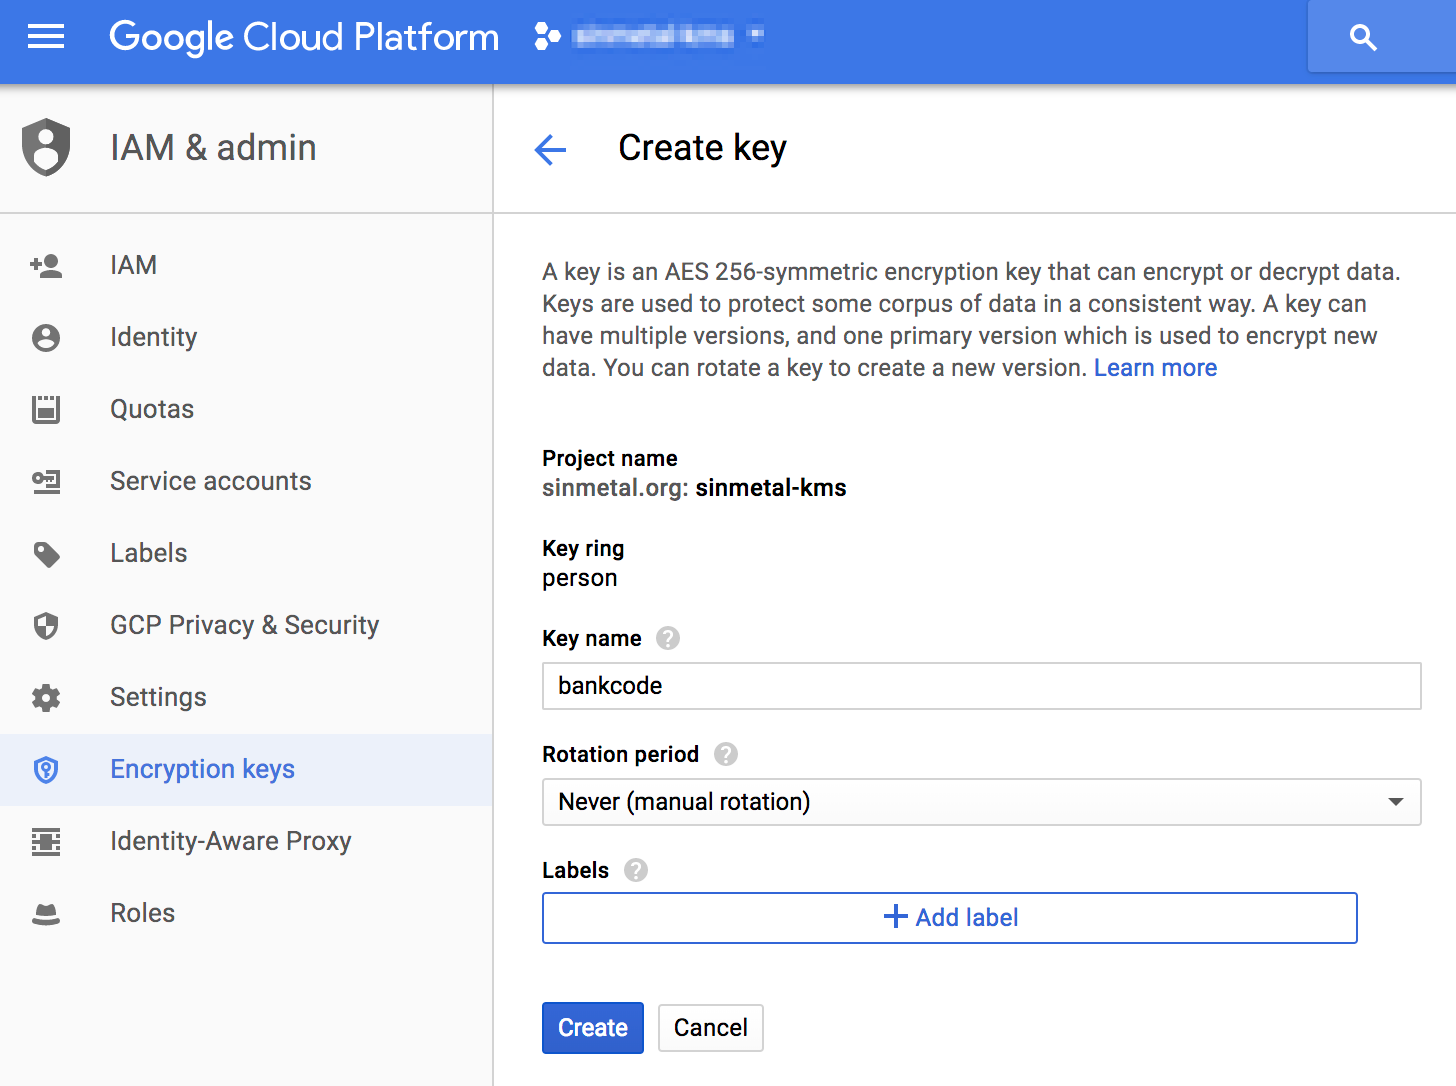 Google Cloud Platform
IAM & admin
Create key
IAM
Identity
Quotas
Service accounts
Labels
GCP Privacy & Security
Settings
Encryption keys
Identity-Aware Proxy
Roles
A key is an AES 256-symmetric encryption key that can encrypt or decrypt data.
Keys are used to protect some corpus of data in a consistent way. A key can
have multiple versions, and one primary version which is used to encrypt new
data. You can rotate a key to create a new version. Learn more
Project name
sinmetal.org: sinmetal-kms
Key ring
person
Key name ?
bankcode
Rotation period ?
Never (manual rotation)
Labels ?
+ Add label
Create Cancel